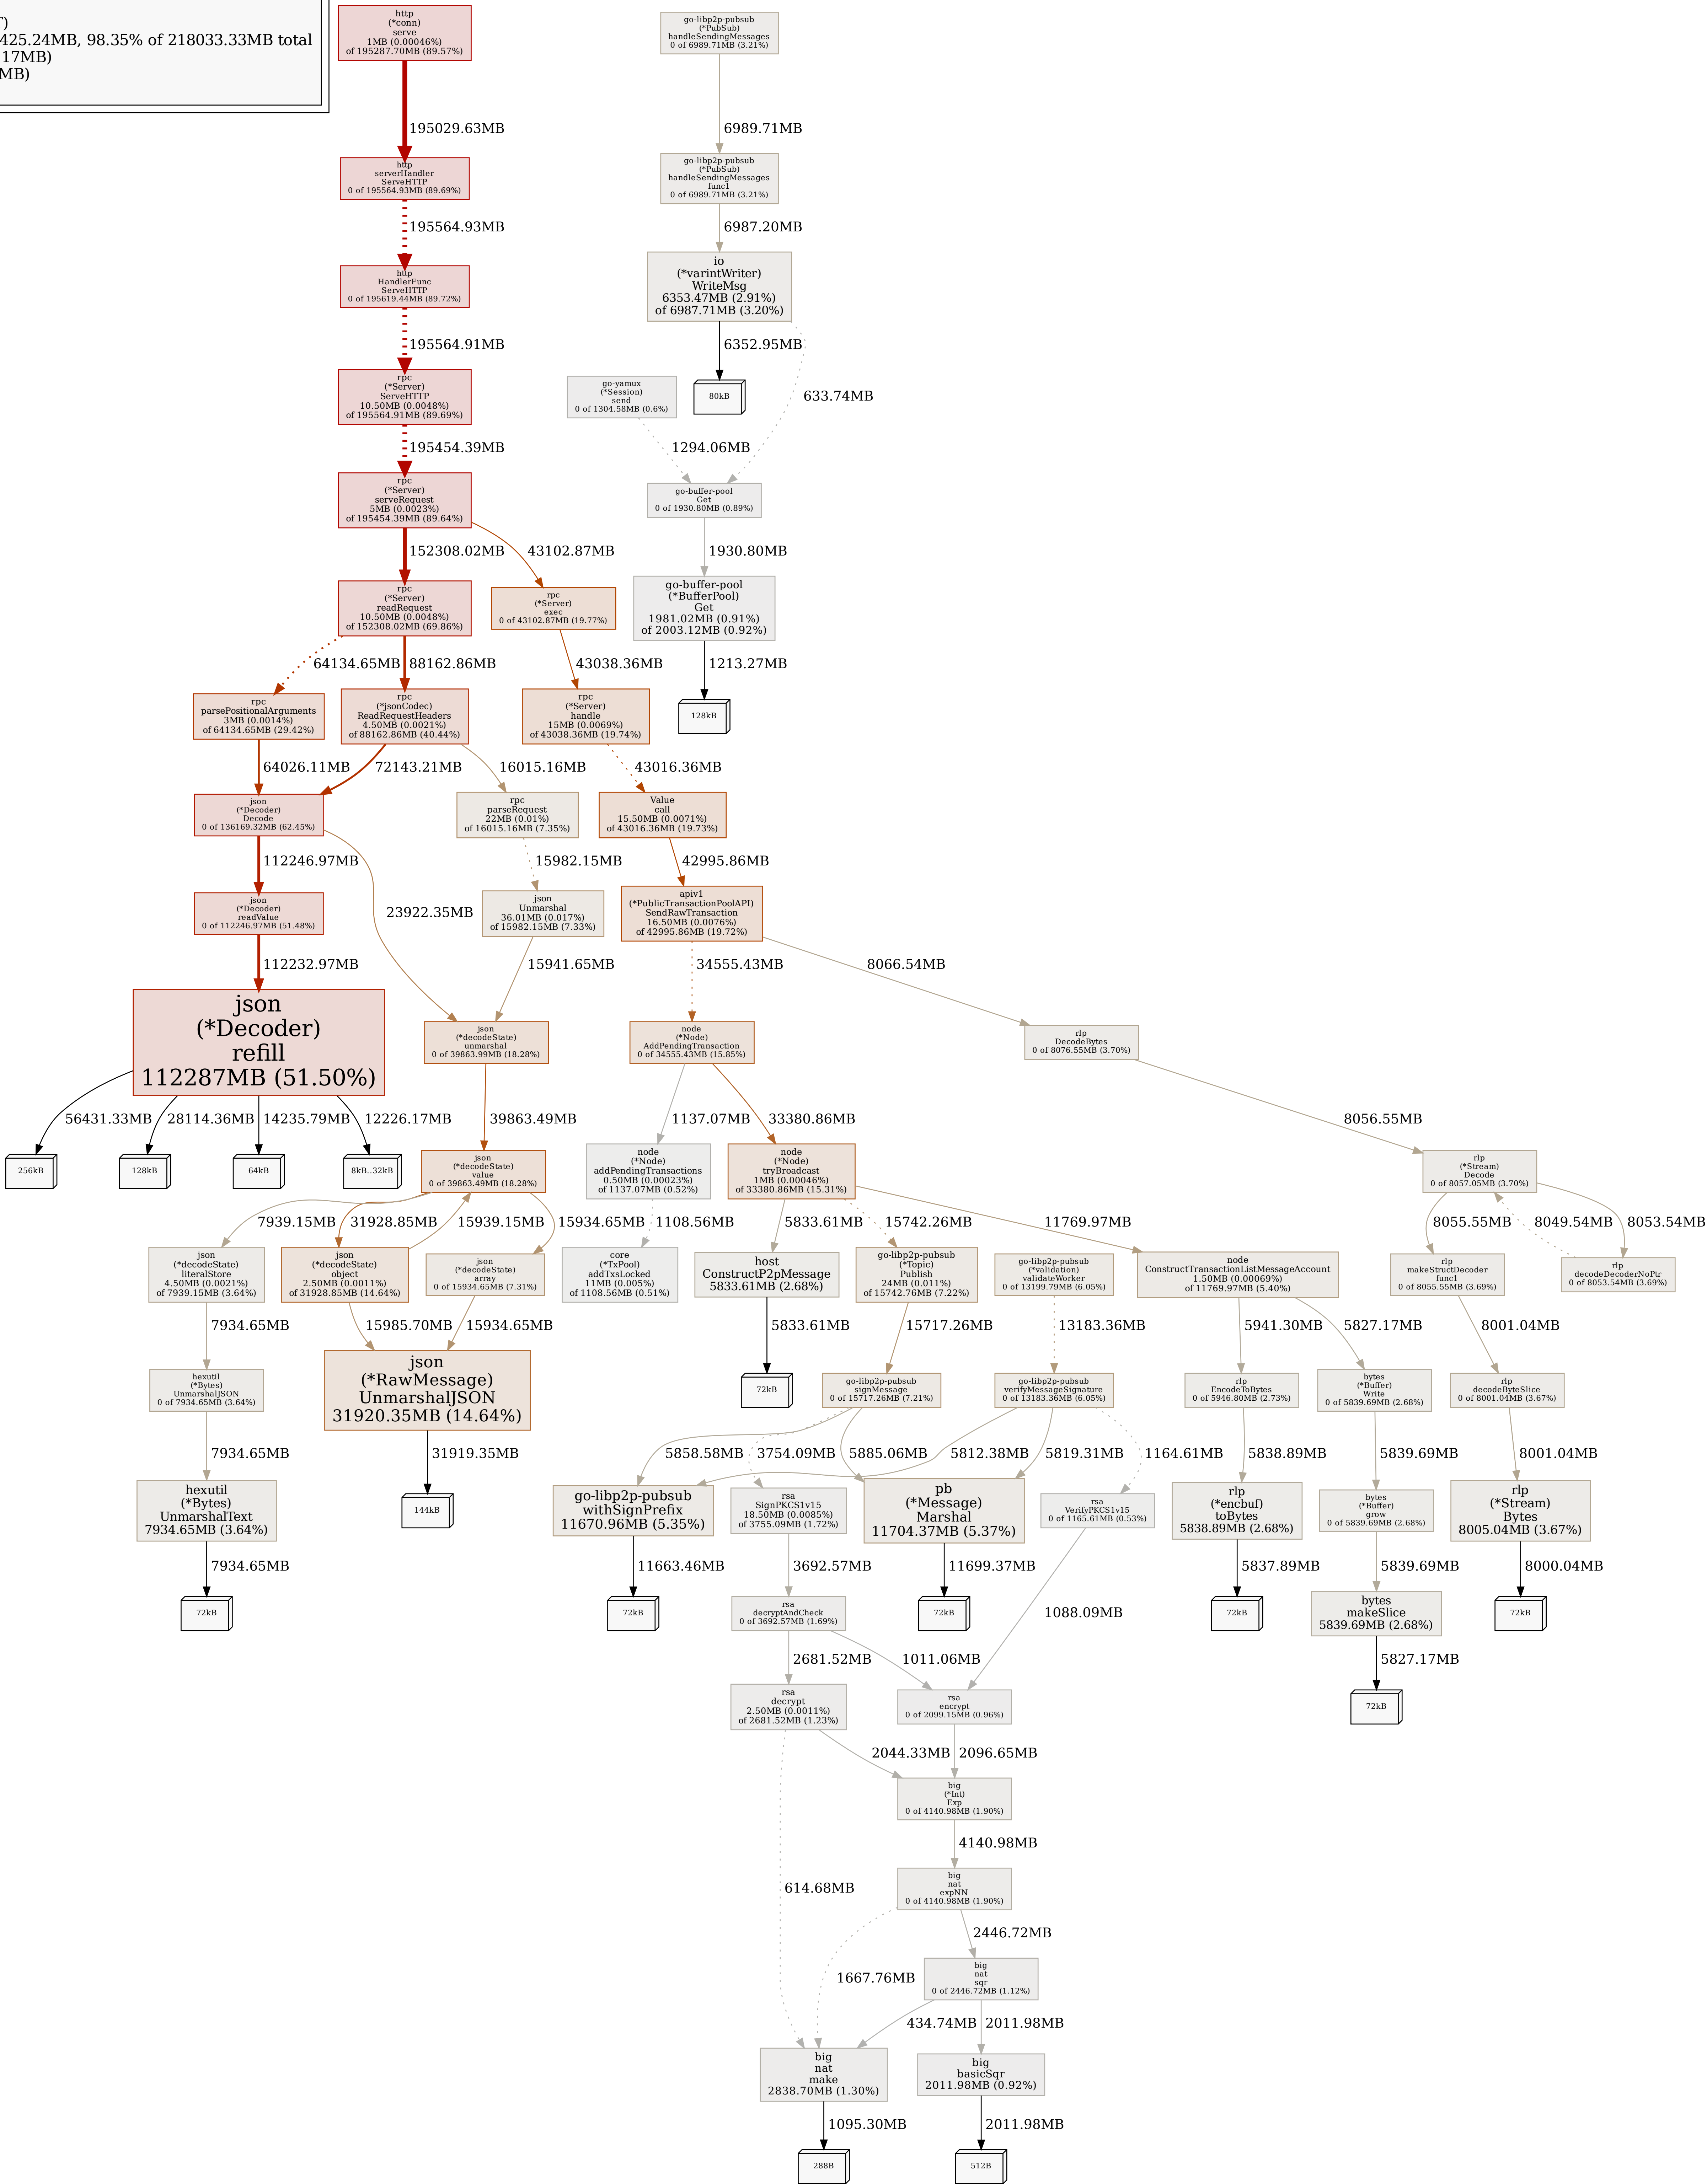 T)
425.24MB, 98.35% of 218033.33MB total
17MB)
MB)
http
(*conn)
serve
1MB (0.00046%)
of 195287.70MB (89.57%)
go-libp2p-pubsub
(*PubSub)
handleSendingMessages
0 of 6989.71MB (3.21%)
195029.63MB
6989.71MB
http
serverHandler
ServeHTTP
0 of 195564.93MB (89.69%)
go-libp2p-pubsub
(*PubSub)
handleSendingMessages
func1
0 of 6989.71MB (3.21%)
195564.93MB
6987.20MB
http
HandlerFunc
ServeHTTP
0 of 195619.44MB (89.72%)
io
(*varintWriter)
WriteMsg
6353.47MB (2.91%)
of 6987.71MB (3.20%)
195564.91MB
6352.95MB
rpc
(*Server)
ServeHTTP
10.50MB (0.0048%)
of 195564.91MB (89.69%)
go-yamux
(*Session)
send
0 of 1304.58MB (0.6%)
80kB
633.74MB
195454.39MB
1294.06MB
rpc
(*Server)
serveRequest
5MB (0.0023%)
of 195454.39MB (89.64%)
go-buffer-pool
Get
0 of 1930.80MB (0.89%)
152308.02MB
43102.87MB
1930.80MB
rpc
(*Server)
readRequest
10.50MB (0.0048%)
of 152308.02MB (69.86%)
rpc
(*Server)
exec
0 of 43102.87MB (19.77%)
go-buffer-pool
(*BufferPool)
Get
1981.02MB (0.91%)
of 2003.12MB (0.92%)
64134.65MB
88162.86MB
43038.36MB
1213.27MB
rpc
parsePositionalArguments
3MB (0.0014%)
of 64134.65MB (29.42%)
rpc
(*jsonCodec)
ReadRequestHeaders
4.50MB (0.0021%)
of 88162.86MB (40.44%)
rpc
(*Server)
handle
15MB (0.0069%)
of 43038.36MB (19.74%)
128kB
64026.11MB
72143.21MB
16015.16MB
43016.36MB
json
(*Decoder)
Decode
0 of 136169.32MB (62.45%)
rpc
parseRequest
22MB (0.01%)
of 16015.16MB (7.35%)
Value
call
15.50MB (0.0071%)
of 43016.36MB (19.73%)
112246.97MB
15982.15MB
42995.86MB
json
(*Decoder)
readValue
0 of 112246.97MB (51.48%)
23922.35MB
json
Unmarshal
36.01MB (0.017%)
of 15982.15MB (7.33%)
apiv1
(*PublicTransactionPoolAPI)
SendRawTransaction
16.50MB (0.0076%)
of 42995.86MB (19.72%)
112232.97MB
15941.65MB
34555.43MB
8066.54MB
json
(*Decoder)
refill
112287MB (51.50%)
json
(*decodeState)
unmarshal
0 of 39863.99MB (18.28%)
node
(*Node)
AddPendingTransaction
0 of 34555.43MB (15.85%)
rlp
DecodeBytes
0 of 8076.55MB (3.70%)
56431.33MB
28114.36MB
14235.79MB
12226.17MB
39863.49MB
1137.07MB
33380.86MB
8056.55MB
256kB
128kB
64kB
8kB..32kB
json
(*decodeState)
value
0 of 39863.49MB (18.28%)
node
(*Node)
addPendingTransactions
0.50MB (0.00023%)
of 1137.07MB (0.52%)
node
(*Node)
tryBroadcast
1MB (0.00046%)
of 33380.86MB (15.31%)
rlp
(*Stream)
Decode
0 of 8057.05MB (3.70%)
7939.15MB
31928.85MB
15939.15MB
15934.65MB
1108.56MB
5833.61MB
15742.26MB
11769.97MB
8055.55MB
8049.54MB
8053.54MB
json
(*decodeState)
literalStore
4.50MB (0.0021%)
of 7939.15MB (3.64%)
json
(*decodeState)
object
2.50MB (0.0011%)
of 31928.85MB (14.64%)
json
(*decodeState)
array
0 of 15934.65MB (7.31%)
core
(*TxPool)
addTxsLocked
11MB (0.005%)
of 1108.56MB (0.51%)
host
ConstructP2pMessage
5833.61MB (2.68%)
go-libp2p-pubsub
(*Topic)
Publish
24MB (0.011%)
of 15742.76MB (7.22%)
go-libp2p-pubsub
(*validation)
validateWorker
0 of 13199.79MB (6.05%)
node
ConstructTransactionListMessageAccount
1.50MB (0.00069%)
of 11769.97MB (5.40%)
rlp
makeStructDecoder
func1
0 of 8055.55MB (3.69%)
rlp
decodeDecoderNoPtr
0 of 8053.54MB (3.69%)
7934.65MB
15985.70MB
15934.65MB
5833.61MB
15717.26MB
13183.36MB
5941.30MB
5827.17MB
8001.04MB
hexutil
(*Bytes)
UnmarshalJSON
0 of 7934.65MB (3.64%)
json
(*RawMessage)
UnmarshalJSON
31920.35MB (14.64%)
72kB
go-libp2p-pubsub
signMessage
0 of 15717.26MB (7.21%)
go-libp2p-pubsub
verifyMessageSignature
0 of 13183.36MB (6.05%)
rlp
EncodeToBytes
0 of 5946.80MB (2.73%)
bytes
(*Buffer)
Write
0 of 5839.69MB (2.68%)
rlp
decodeByteSlice
0 of 8001.04MB (3.67%)
7934.65MB
31919.35MB
5858.58MB
3754.09MB
5885.06MB
5812.38MB
5819.31MB
1164.61MB
5838.89MB
5839.69MB
8001.04MB
hexutil
(*Bytes)
UnmarshalText
7934.65MB (3.64%)
144kB
go-libp2p-pubsub
withSignPrefix
11670.96MB (5.35%)
rsa
SignPKCS1v15
18.50MB (0.0085%)
of 3755.09MB (1.72%)
pb
(*Message)
Marshal
11704.37MB (5.37%)
rsa
VerifyPKCS1v15
0 of 1165.61MB (0.53%)
rlp
(*encbuf)
toBytes
5838.89MB (2.68%)
bytes
(*Buffer)
grow
0 of 5839.69MB (2.68%)
rlp
(*Stream)
Bytes
8005.04MB (3.67%)
7934.65MB
11663.46MB
3692.57MB
11699.37MB
5837.89MB
5839.69MB
8000.04MB
72kB
72kB
rsa
decryptAndCheck
0 of 3692.57MB (1.69%)
72kB
1088.09MB
72kB
bytes
makeSlice
5839.69MB (2.68%)
72kB
2681.52MB
1011.06MB
5827.17MB
rsa
decrypt
2.50MB (0.0011%)
of 2681.52MB (1.23%)
rsa
encrypt
0 of 2099.15MB (0.96%)
72kB
2044.33MB
2096.65MB
big
(*Int)
Exp
0 of 4140.98MB (1.90%)
4140.98MB
614.68MB
big
nat
expNN
0 of 4140.98MB (1.90%)
2446.72MB
1667.76MB
big
nat
sqr
0 of 2446.72MB (1.12%)
434.74MB
2011.98MB
big
nat
make
2838.70MB (1.30%)
big
basicSqr
2011.98MB (0.92%)
1095.30MB
2011.98MB
288B
512B